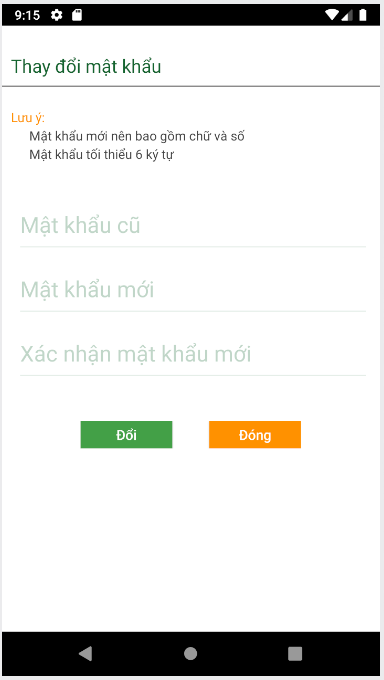 9:15
Thay đổi mật khẩu
Lưu ý:
Mật khẩu mới nên bao gồm chữ và số
Mật khẩu tối thiểu 6 ký tự
Mật khẩu cũ
Mật khẩu mới
Xác nhận mật khẩu mới
Đổi Đóng